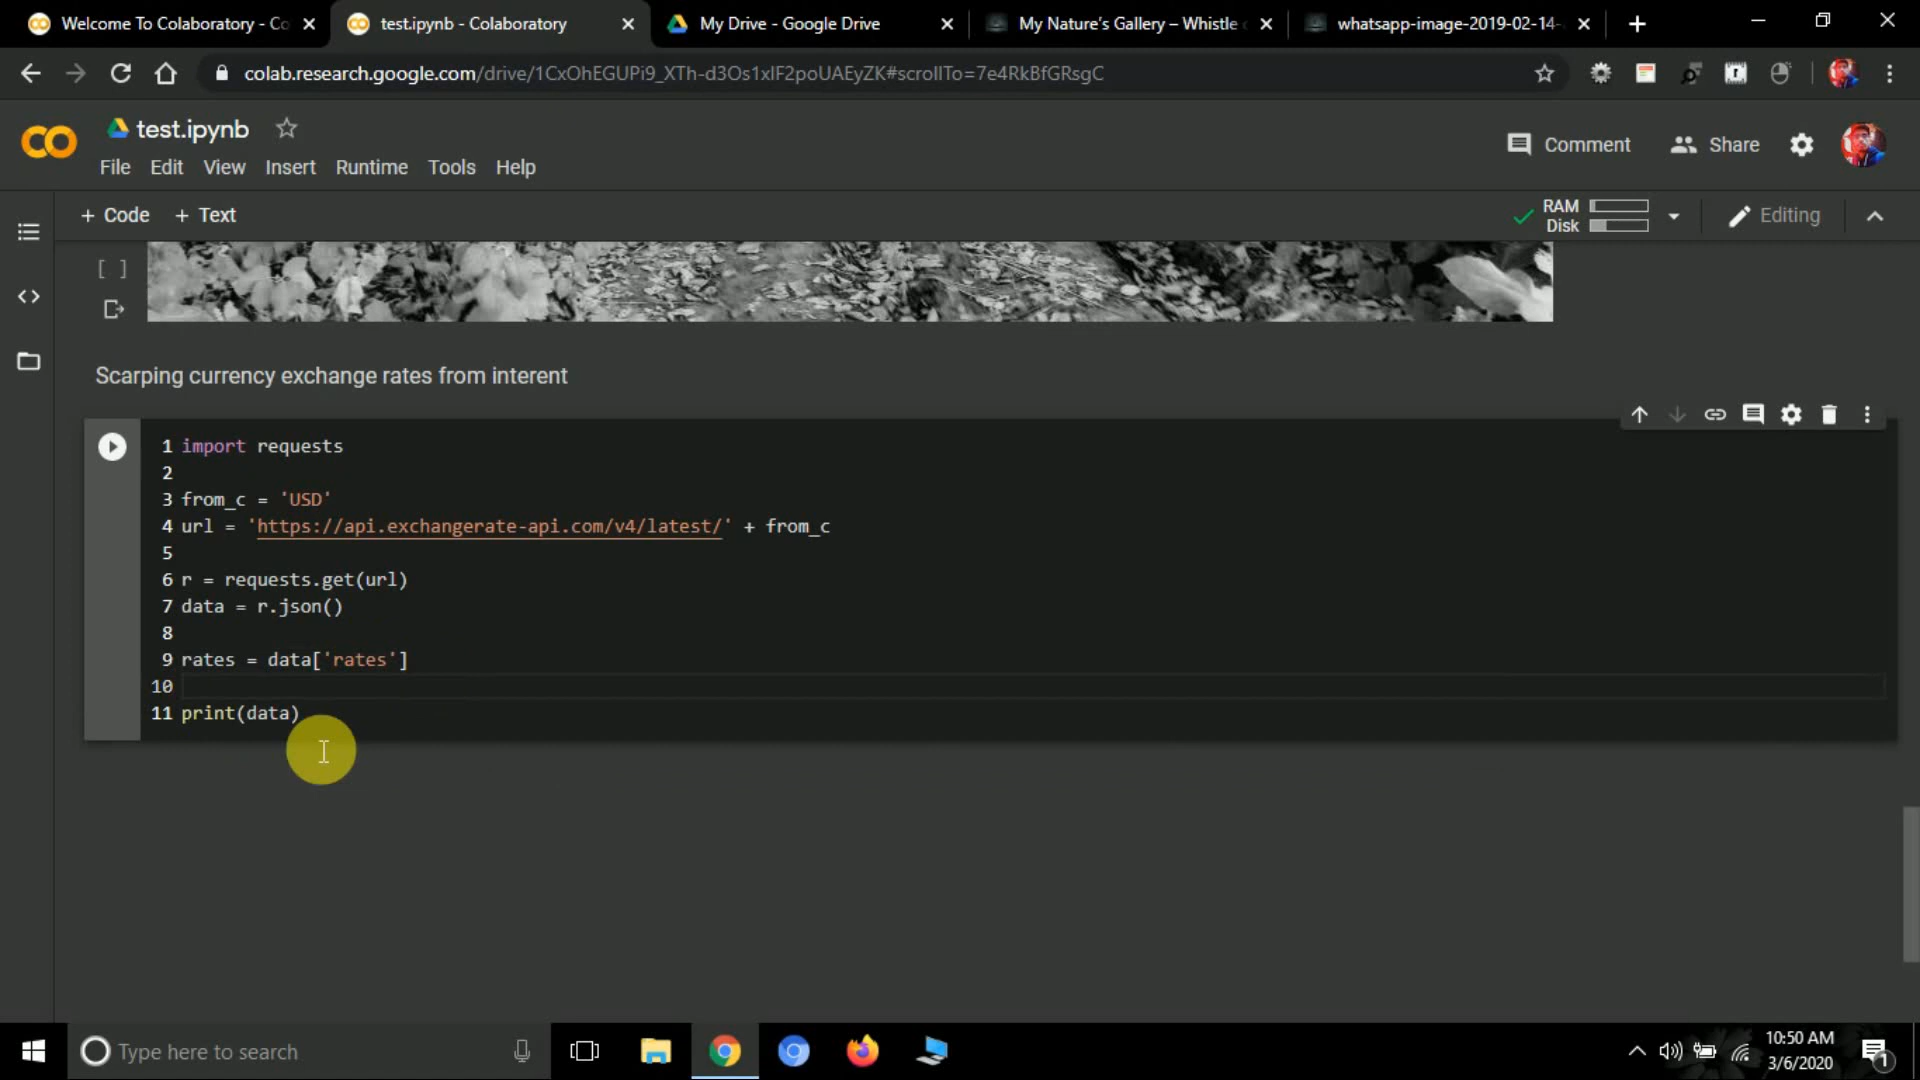 Welcome To Colaboratory - Co
test.ipynb - Colaboratory
My Drive - Google Drive
My Nature's Gallery – Whistle
whatsapp-image-2019-02-14-
colab.research.google.com/drive/1CxOhEGUPi9_XTh-d3Os1xIF2poUAEyZK#scrollTo=7e4RkBfGRsgC
test.ipynb
File Edit View Insert Runtime Tools Help
Comment
Share
+ Code + Text
RAM
Disk
Editing
[ ]
Scarping currency exchange rates from interent
1 import requests
2
3 from_c = 'USD'
4 url = 'https://api.exchangerate-api.com/v4/latest/' + from_c
5
6 r = requests.get(url)
7 data = r.json()
8
9 rates = data['rates']
10
11 print(data)
Type here to search
10:50 AM
3/6/2020
1